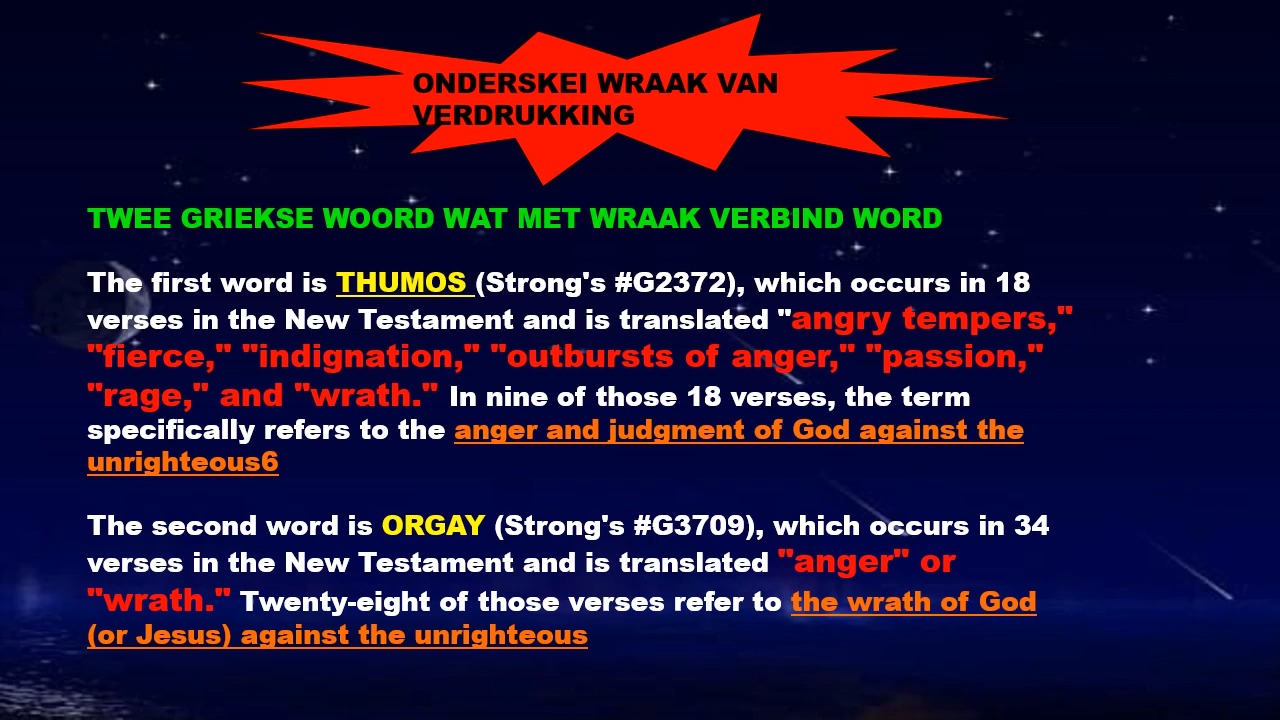 ONDERSKEI WRAAK VAN
VERDRUKKING
TWEE GRIEKSE WOORD WAT MET WRAAK VERBIND WORD
The first word is THUMOS (Strong's #G2372), which occurs in 18
verses in the New Testament and is translated "angry tempers,"
"fierce," "indignation," "outbursts of anger," "passion,"
"rage," and "wrath." In nine of those 18 verses, the term
specifically refers to the anger and judgment of God against the
unrighteous6
The second word is ORGAY (Strong's #G3709), which occurs in 34
verses in the New Testament and is translated "anger" or
"wrath." Twenty-eight of those verses refer to the wrath of God
(or Jesus) against the unrighteous